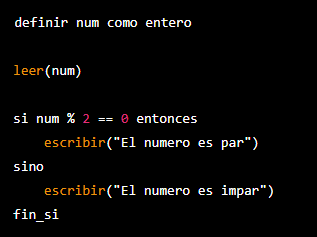 definir num como entero
leer(num)
si num % 2 == 0 entonces
    escribir("El numero es par")
sino
    escribir("El numero es impar")
fin_si